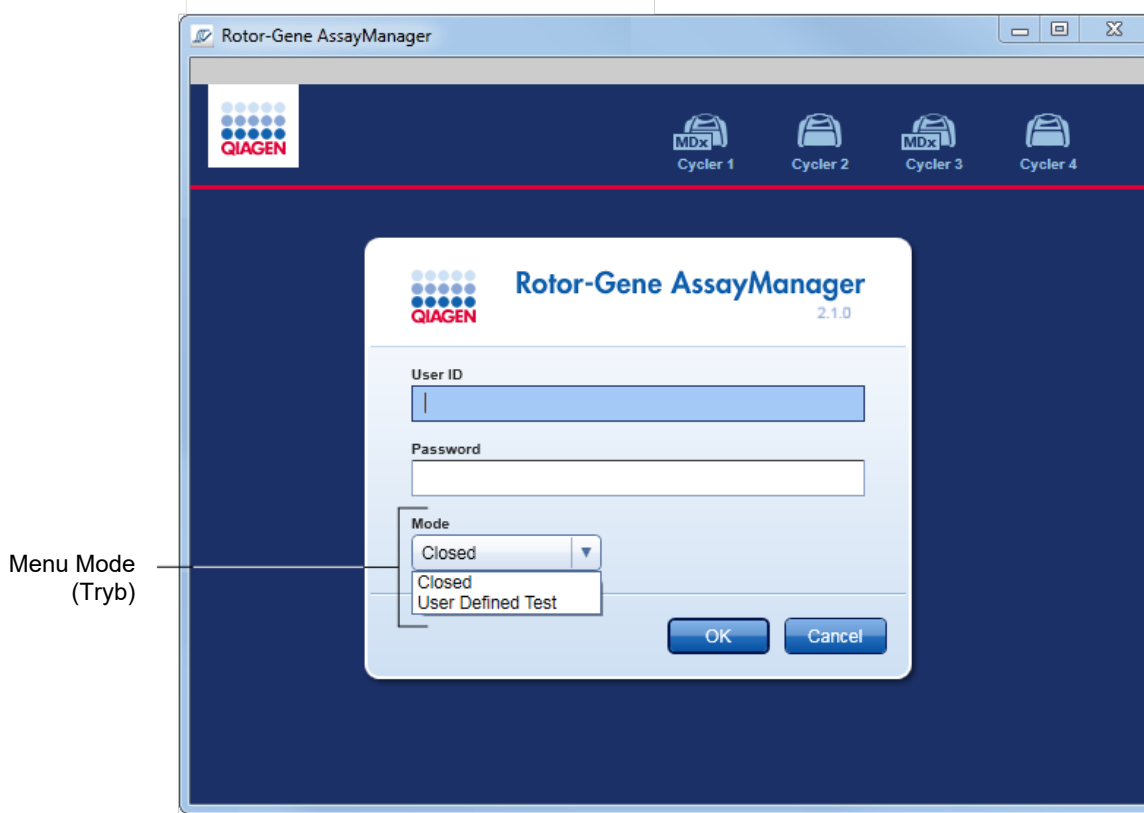 Rotor-Gene AssayManager
QIAGEN
MDx
MDx
Cycler 1
Cycler 2
Cycler 3
Cycler 4
QIAGEN
Rotor-Gene AssayManager
2.1.0
User ID
Password
Mode
Closed
Closed
User Defined Test
Menu Mode
(Tryb)
OK
Cancel